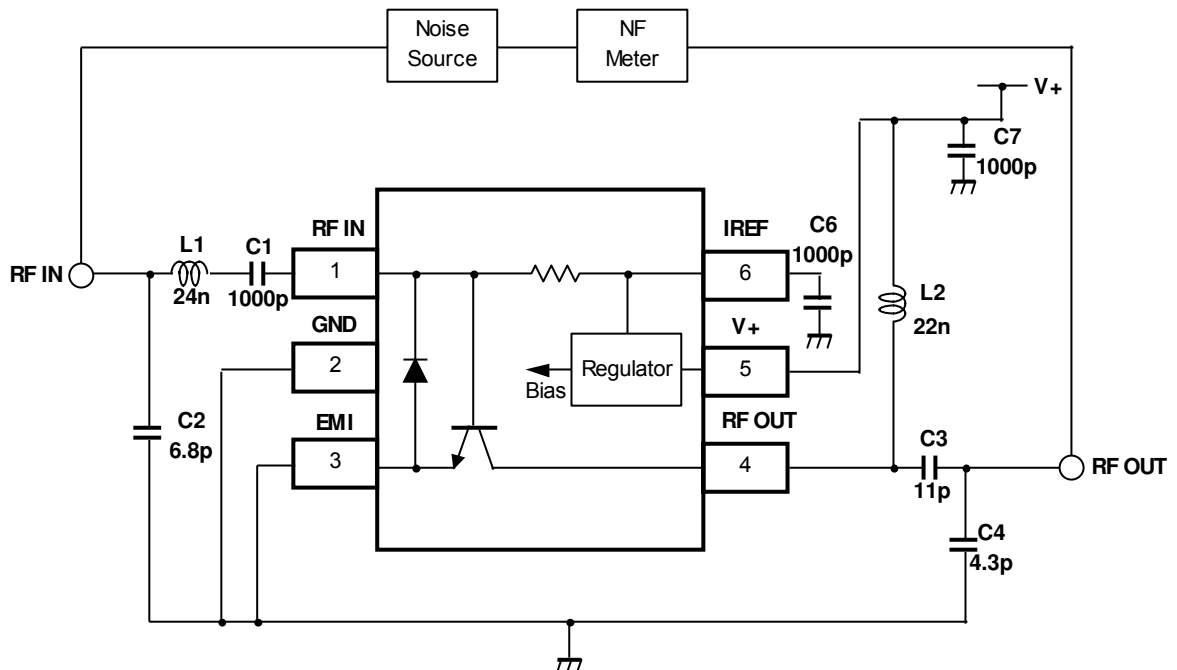 Noise
Source
NF
Meter
V+
C7
1000p
RF IN
L1
24n
C1
1000p
RF IN
1
GND
2
EMI
3
C2
6.8p
IREF
6
C6
1000p
V+
5
Regulator
Bias
RF OUT
4
L2
22n
C3
11p
RF OUT
C4
4.3p